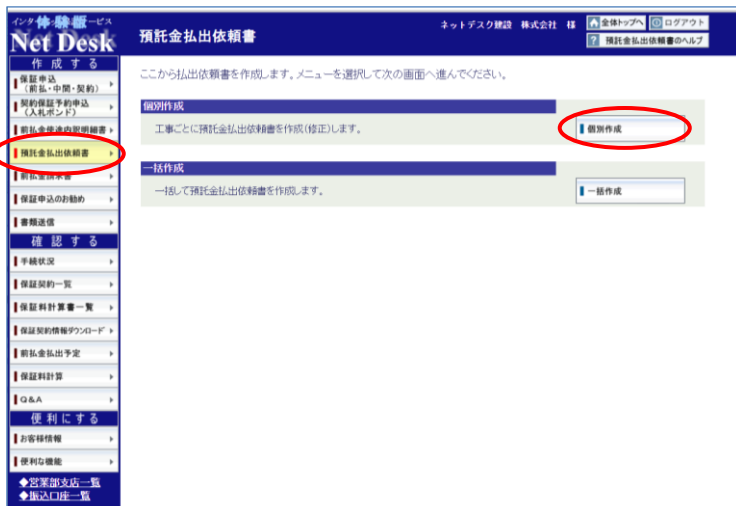 体験版
Net Desk
預託金払出依頼書
ネットデスク建設 株式会社 様
全体トップへ
ログアウト
? 預託金払出依頼書のヘルプ
作成する
保証申込
(前払・中間・契約)
契約保証予約申込
(入札ボンド)
前払金使途内訳明細書
預託金払出依頼書
前払金請求書
保証申込のお勧め
書類送信
確認する
手続状況
保証契約一覧
保証料計算書一覧
保証契約情報ダウンロード
前払金払出予定
保証料計算
Q&A
便利にする
お客様情報
便利な機能
◆営業部支店一覧
◆振込口座一覧
ここから払出依頼書を作成します。メニューを選択して次の画面へ進んでください。
個別作成
工事ごとに預託金払出依頼書を作成(修正)します。
個別作成
一括作成
一括して預託金払出依頼書を作成します。
一括作成